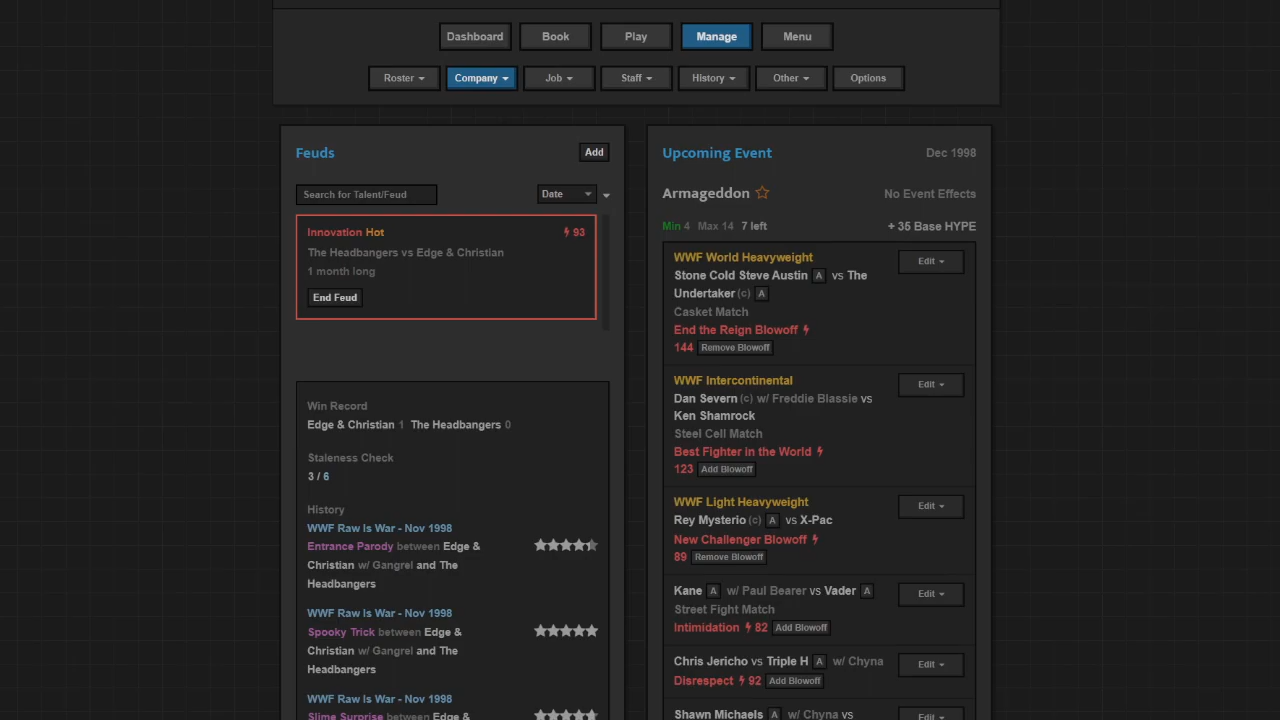 Dashboard Book Play Manage Menu
Roster Company Job Staff History Other Options
Feuds Add
Search for Talent/Feud Date
Innovation Hot 93
The Headbangers vs Edge & Christian
1 month long
End Feud
Win Record
Edge & Christian 1 The Headbangers 0
Staleness Check
3 / 6
History
WWF Raw Is War - Nov 1998
Entrance Parody between Edge &
Christian w/ Gangrel and The
Headbangers
WWF Raw Is War - Nov 1998
Spooky Trick between Edge &
Christian w/ Gangrel and The
Headbangers
WWF Raw Is War - Nov 1998
Slime Surprise between Edge &
Upcoming Event Dec 1998
Armageddon No Event Effects
Min 4 Max 14 7 left + 35 Base HYPE
WWF World Heavyweight Edit
Stone Cold Steve Austin A vs The
Undertaker (c) A
Casket Match
End the Reign Blowoff
144 Remove Blowoff
WWF Intercontinental Edit
Dan Severn (c) w/ Freddie Blassie vs
Ken Shamrock
Steel Cell Match
Best Fighter in the World
123 Add Blowoff
WWF Light Heavyweight Edit
Rey Mysterio (c) A vs X-Pac
New Challenger Blowoff
89 Remove Blowoff
Kane A w/ Paul Bearer vs Vader A Edit
Street Fight Match
Intimidation 82 Add Blowoff
Chris Jericho vs Triple H A w/ Chyna Edit
Disrespect 92 Add Blowoff
Shawn Michaels A w/ Chyna vs Edit